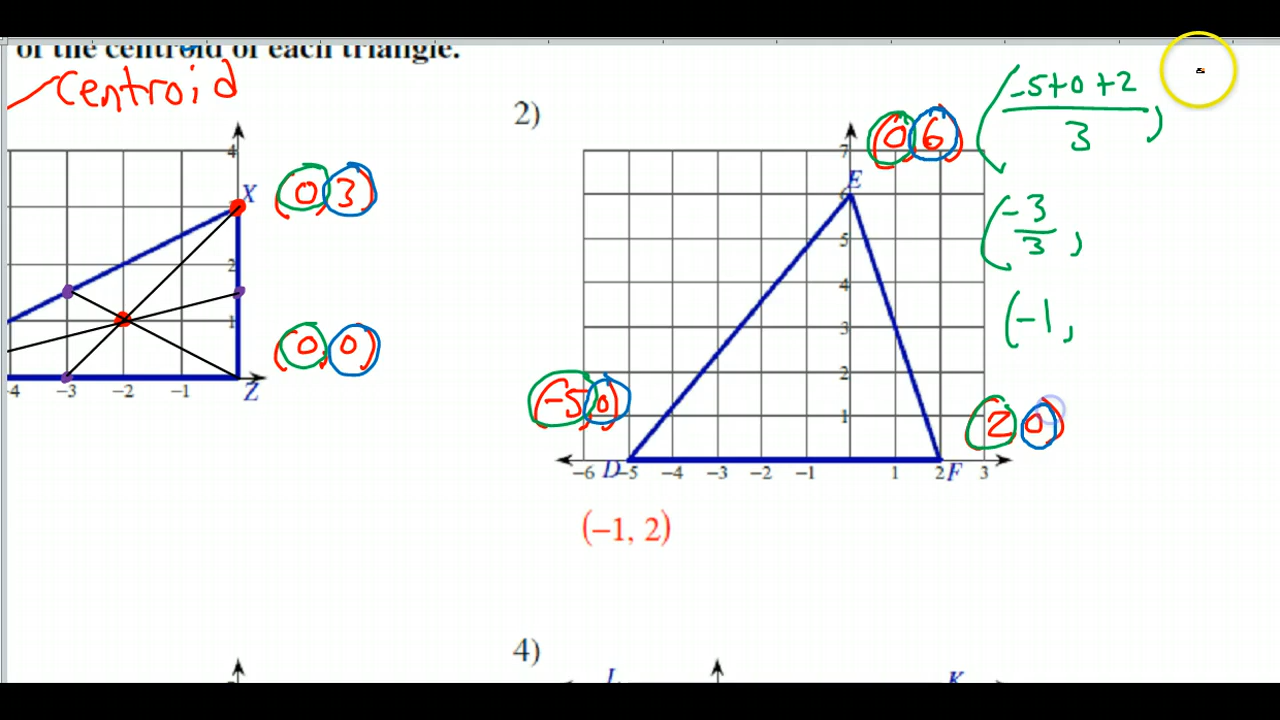 of the centroid of each triangle.
Centroid
4
X
(0, 3)
2
1
(0, 0)
-4 -3 -2 -1
Z
2)
(0, 6)
7
E
6
5
4
3
2
1
(-5, 0)
(2, 0)
-6 D -5 -4 -3 -2 -1 1 2 F 3
(-5+0+2
3 ,
(-3
3 ,
(-1,
(-1, 2)
4)
K